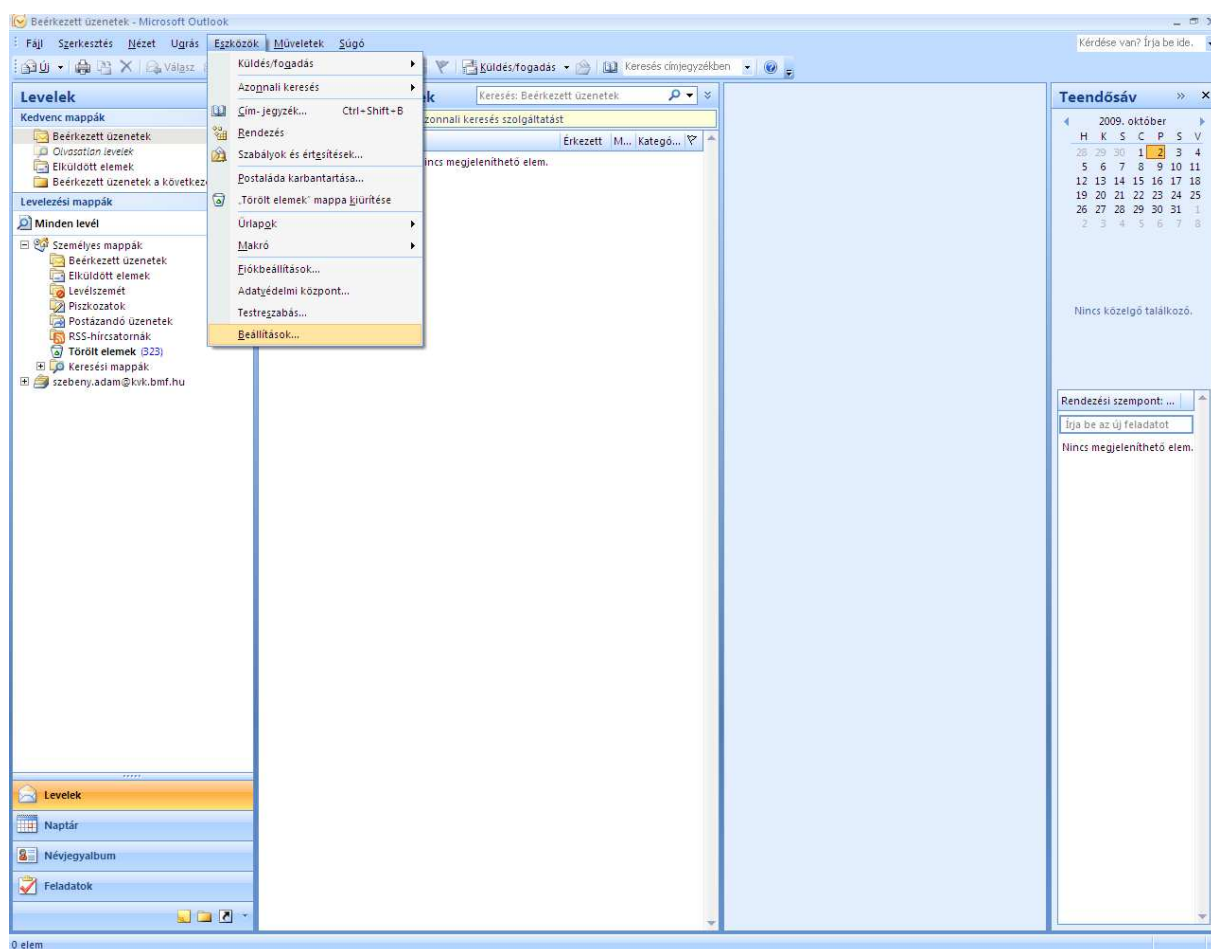 Beérkezett üzenetek - Microsoft Outlook
Fájl Szerkesztés Nézet Ugrás Eszközök Műveletek Súgó
Kérdése van? Írja be ide.
Új Válasz Küldés/fogadás Keresés címjegyzékben
Küldés/fogadás
Azonnali keresés
Cím- jegyzék... Ctrl+Shift+B
Rendezés
Szabályok és értesítések...
Postaláda karbantartása...
„Törölt elemek" mappa kiürítése
Űrlapok
Makró
Fiókbeállítások...
Adatvédelmi központ...
Testreszabás...
Beállítások...
Levelek
Kedvenc mappák
Beérkezett üzenetek
Olvasatlan levelek
Elküldött elemek
Beérkezett üzenetek a következ
Levelezési mappák
Minden levél
Személyes mappák
Beérkezett üzenetek
Elküldött elemek
Levélszemét
Piszkozatok
Postázandó üzenetek
RSS-hírcsatornák
Törölt elemek (323)
Keresési mappák
szebeny.adam@kvk.bmf.hu
Levelek
Naptár
Névjegyalbum
Feladatok
0 elem
ek Keresés: Beérkezett üzenetek
zonnali keresés szolgáltatást
Érkezett M... Kategó...
incs megjeleníthető elem.
Teendősáv
2009. október
H K S C P S V
28 29 30 1 2 3 4
5 6 7 8 9 10 11
12 13 14 15 16 17 18
19 20 21 22 23 24 25
26 27 28 29 30 31 1
2 3 4 5 6 7 8
Nincs közelgő találkozó.
Rendezési szempont: ...
Írja be az új feladatot
Nincs megjeleníthető elem.